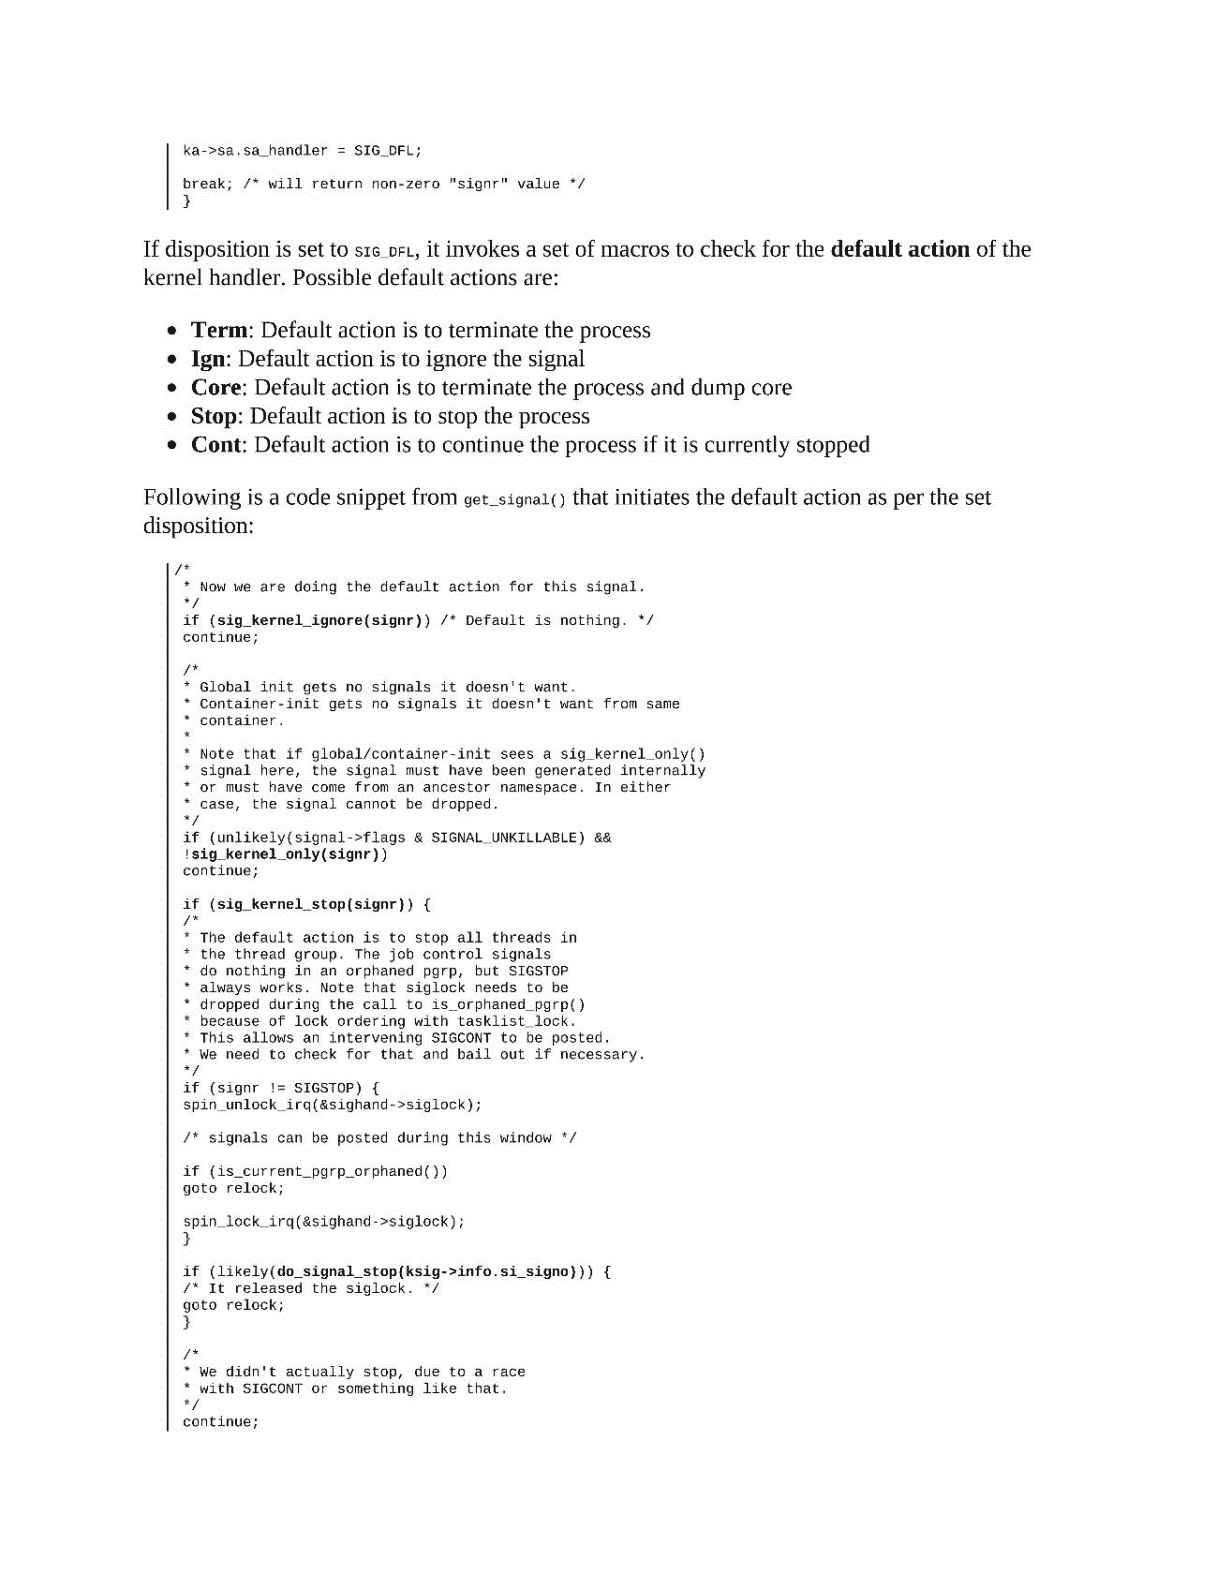 ka->sa.sa_handler = SIG_DFL;
break; /* will return non-zero "signr" value */
}
If disposition is set to SIG_DFL, it invokes a set of macros to check for the default action of the
kernel handler. Possible default actions are:
• Term: Default action is to terminate the process
• Ign: Default action is to ignore the signal
• Core: Default action is to terminate the process and dump core
• Stop: Default action is to stop the process
• Cont: Default action is to continue the process if it is currently stopped
Following is a code snippet from get_signal() that initiates the default action as per the set
disposition:
/*
* Now we are doing the default action for this signal.
*/
if (sig_kernel_ignore(signr)) /* Default is nothing. */
continue;
/*
* Global init gets no signals it doesn't want.
* Container-init gets no signals it doesn't want from same
* container.
*
* Note that if global/container-init sees a sig_kernel_only()
* signal here, the signal must have been generated internally
* or must have come from an ancestor namespace. In either
* case, the signal cannot be dropped.
*/
if (unlikely(signal->flags & SIGNAL_UNKILLABLE) &&
!sig_kernel_only(signr))
continue;
if (sig_kernel_stop(signr)) {
/*
* The default action is to stop all threads in
* the thread group. The job control signals
* do nothing in an orphaned pgrp, but SIGSTOP
* always works. Note that siglock needs to be
* dropped during the call to is_orphaned_pgrp()
* because of lock ordering with tasklist_lock.
* This allows an intervening SIGCONT to be posted.
* We need to check for that and bail out if necessary.
*/
if (signr != SIGSTOP) {
spin_unlock_irq(&sighand->siglock);
/* signals can be posted during this window */
if (is_current_pgrp_orphaned())
goto relock;
spin_lock_irq(&sighand->siglock);
}
if (likely(do_signal_stop(ksig->info.si_signo))) {
/* It released the siglock. */
goto relock;
}
/*
* We didn't actually stop, due to a race
* with SIGCONT or something like that.
*/
continue;